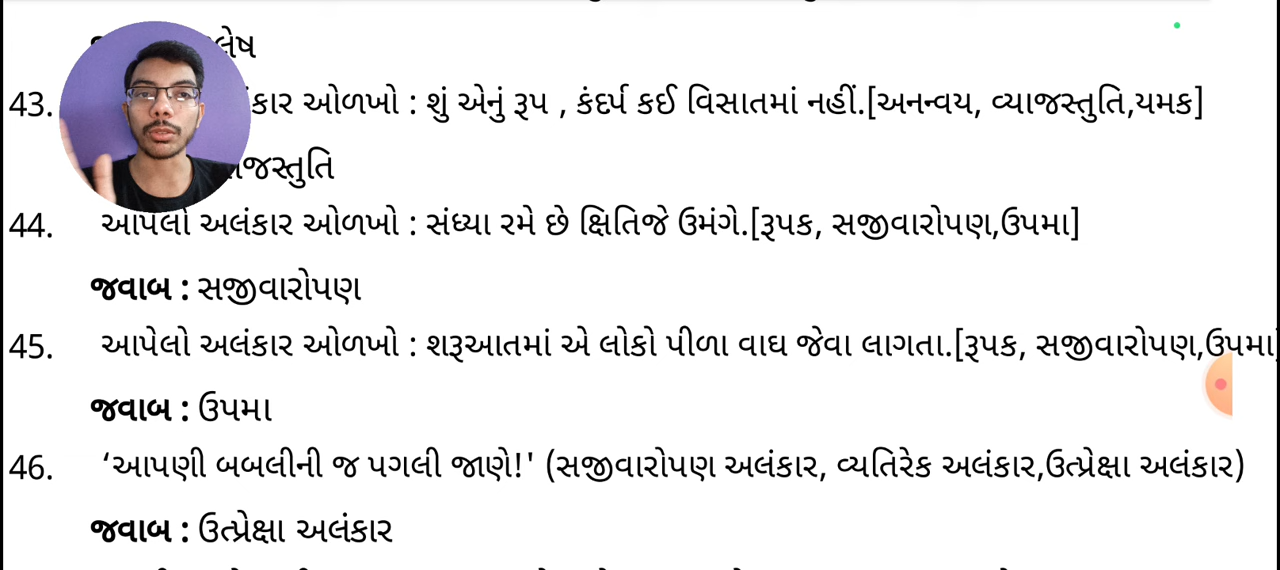 43. ઓળખો : શું એનું રૂપ , કંદર્પ કઈ વિસાતમાં નહીં.[અનન્વય, વ્યાજસ્તુતિ,યમક]
44. આપેલો અલંકાર ઓળખો : સંધ્યા રમે છે ક્ષિતિજે ઉમંગે.[રૂપક, સજીવારોપણ,ઉપમા]
જવાબ : સજીવારોપણ
45. આપેલો અલંકાર ઓળખો : શરૂઆતમાં એ લોકો પીળા વાઘ જેવા લાગતા.[રૂપક, સજીવારોપણ,ઉપમા]
જવાબ : ઉપમા
46. ‘આપણી બબલીની જ પગલી જાણે!' (સજીવારોપણ અલંકાર, વ્યતિરેક અલંકાર,ઉત્પ્રેક્ષા અલંકાર)
જવાબ : ઉત્પ્રેક્ષા અલંકાર